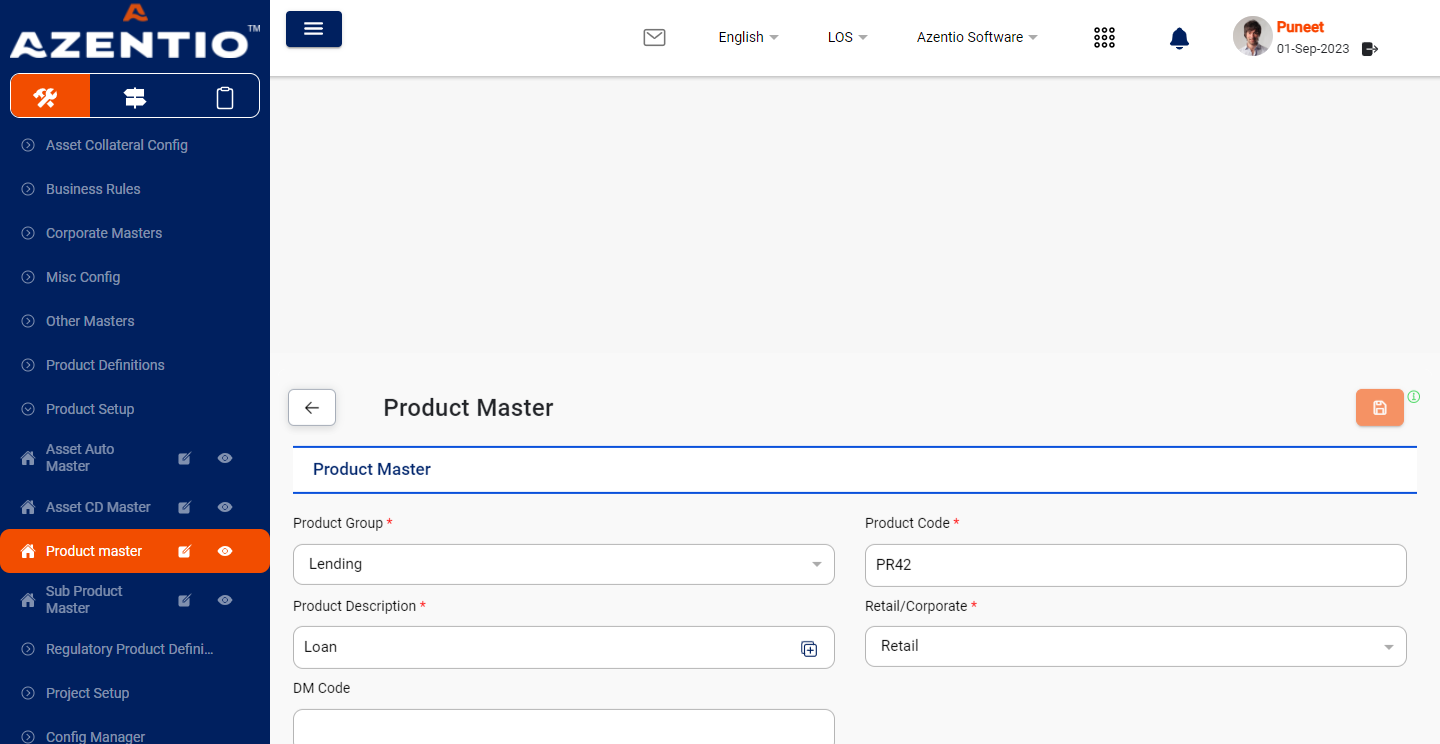 AZENTIO™
English
LOS
Azentio Software
Puneet
01-Sep-2023
Asset Collateral Config
Business Rules
Corporate Masters
Misc Config
Other Masters
Product Definitions
Product Setup
Asset Auto
Master
Asset CD Master
Product master
Sub Product
Master
Regulatory Product Defini...
Project Setup
Config Manager
Product Master
Product Master
Product Group *
Product Code *
Lending
PR42
Product Description *
Retail/Corporate *
Loan
Retail
DM Code